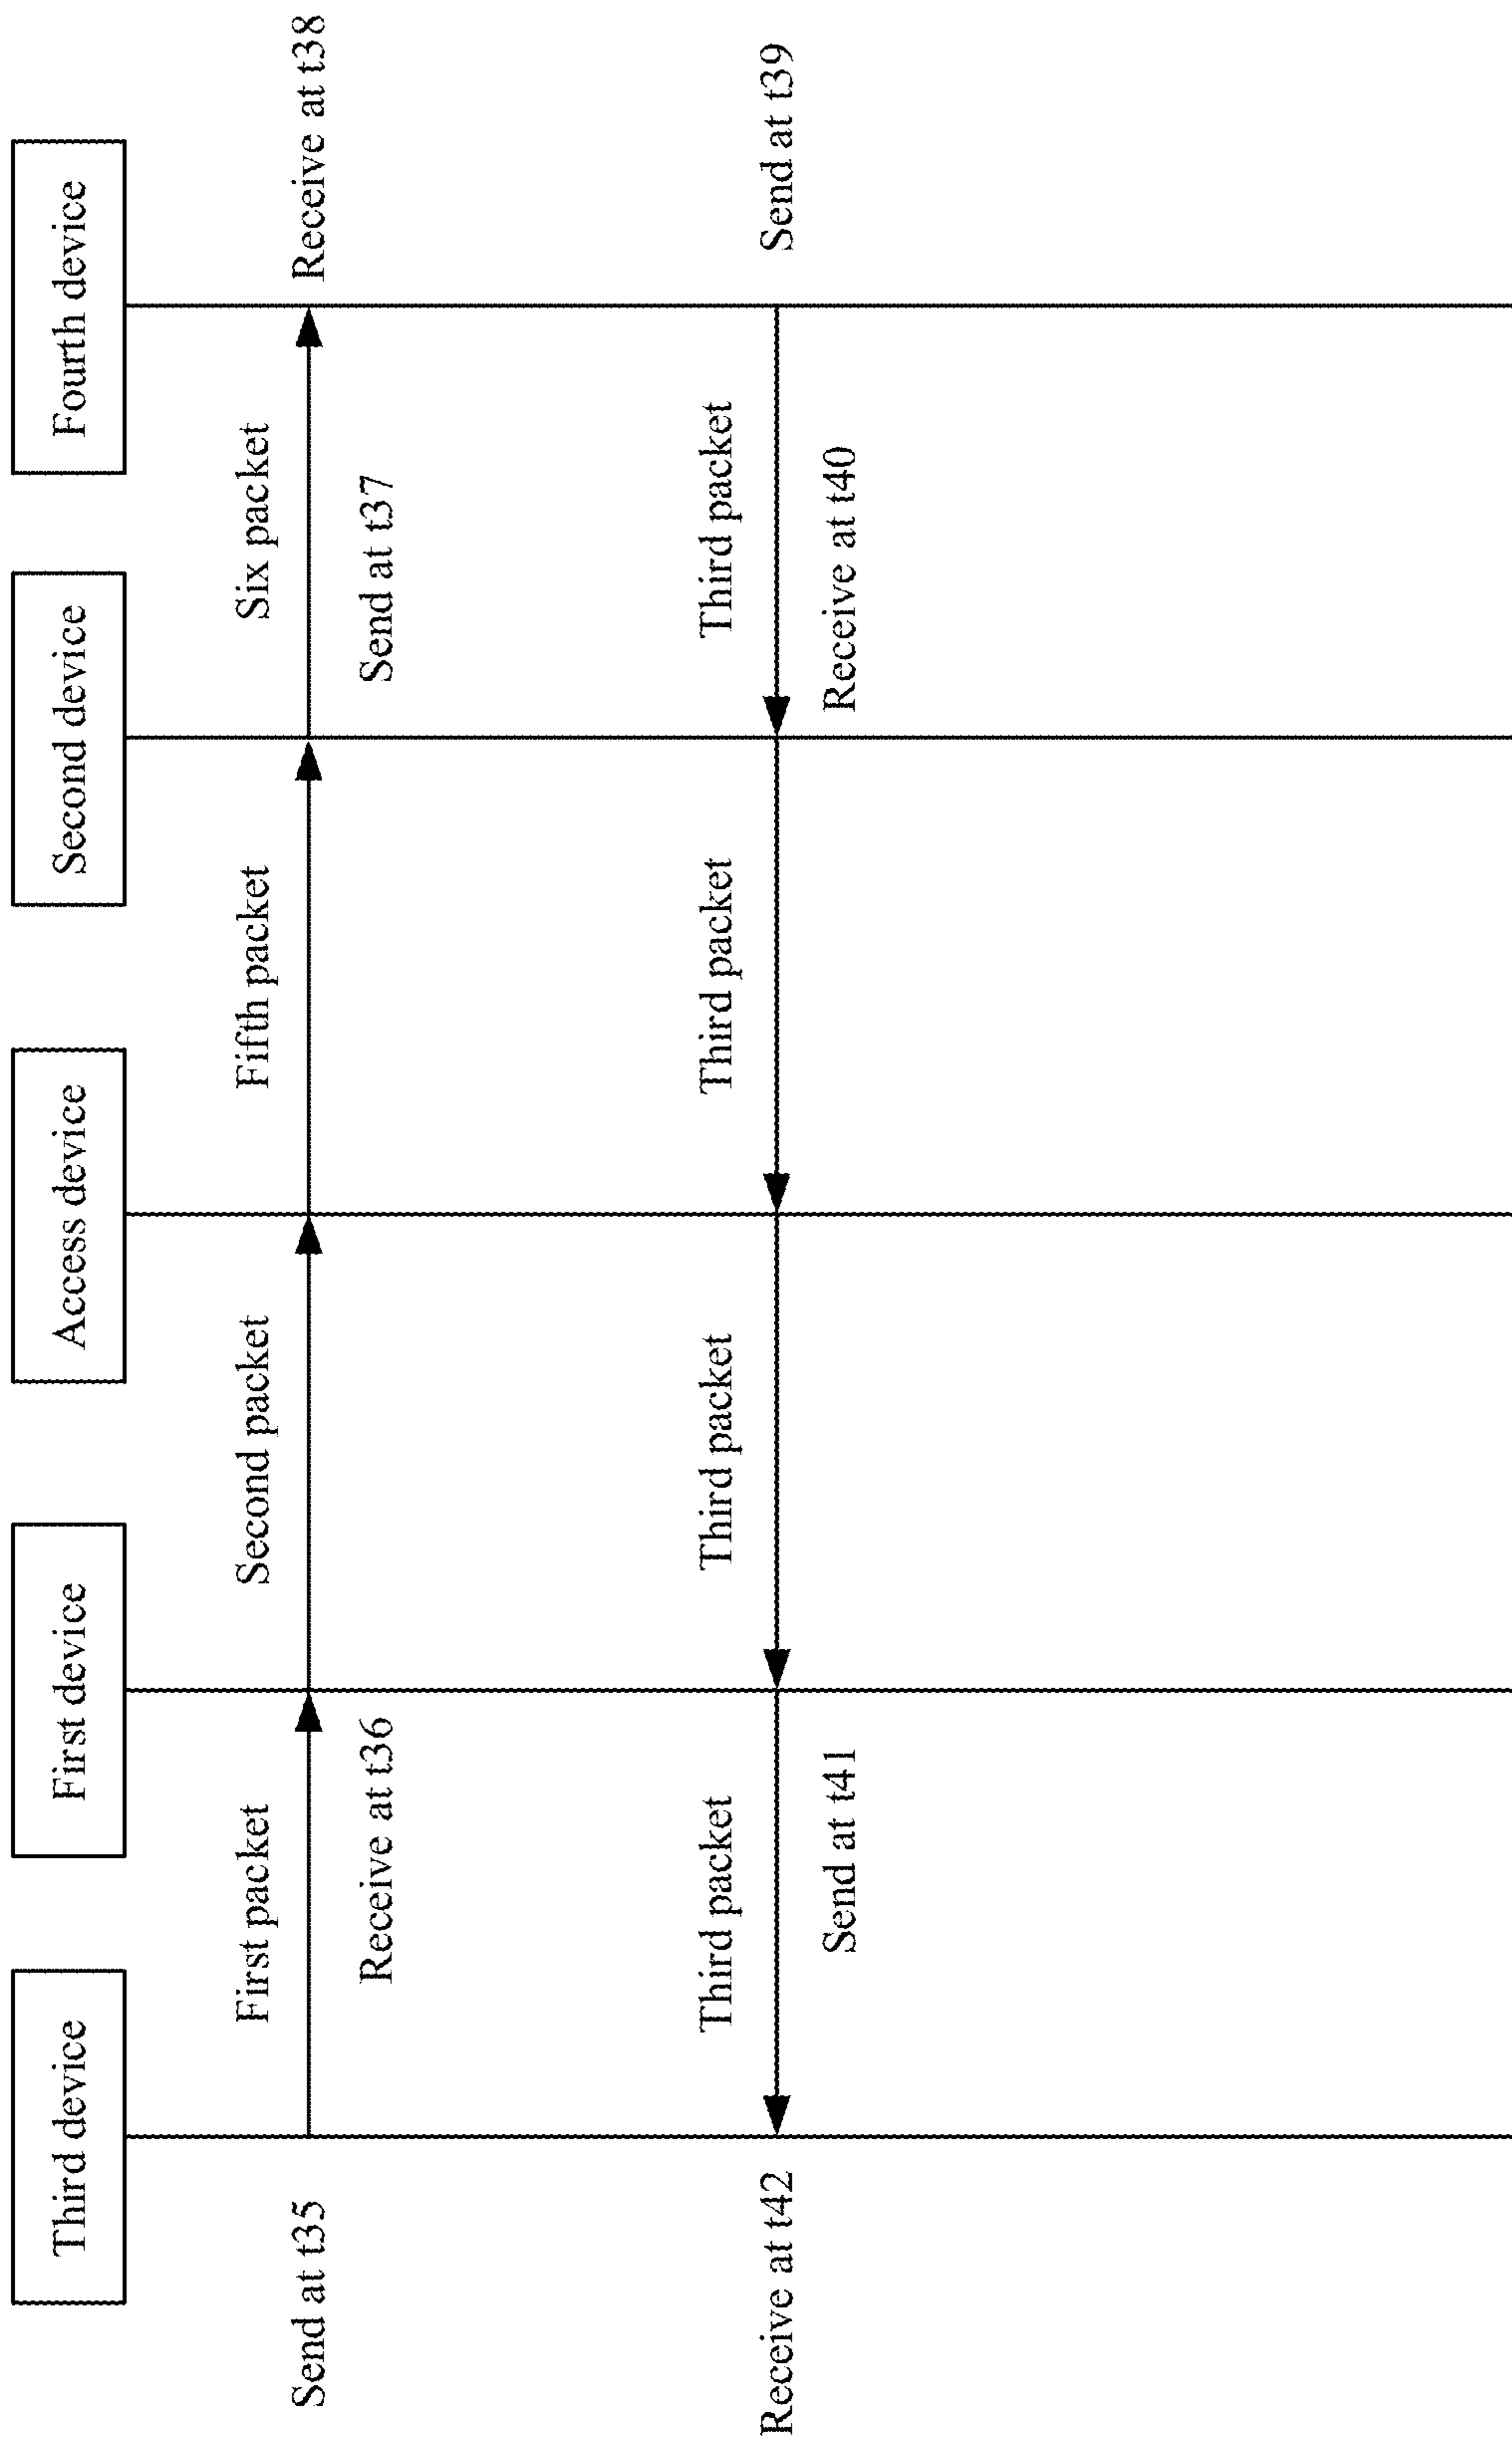 Third device
First device
Access device
Second device
Fourth device
First packet
Second packet
Fifth packet
Six packet
Send at t35
Receive at t38
Receive at t36
Send at t37
Third packet
Third packet
Third packet
Third packet
Receive at t42
Send at t39
Send at t41
Receive at t40